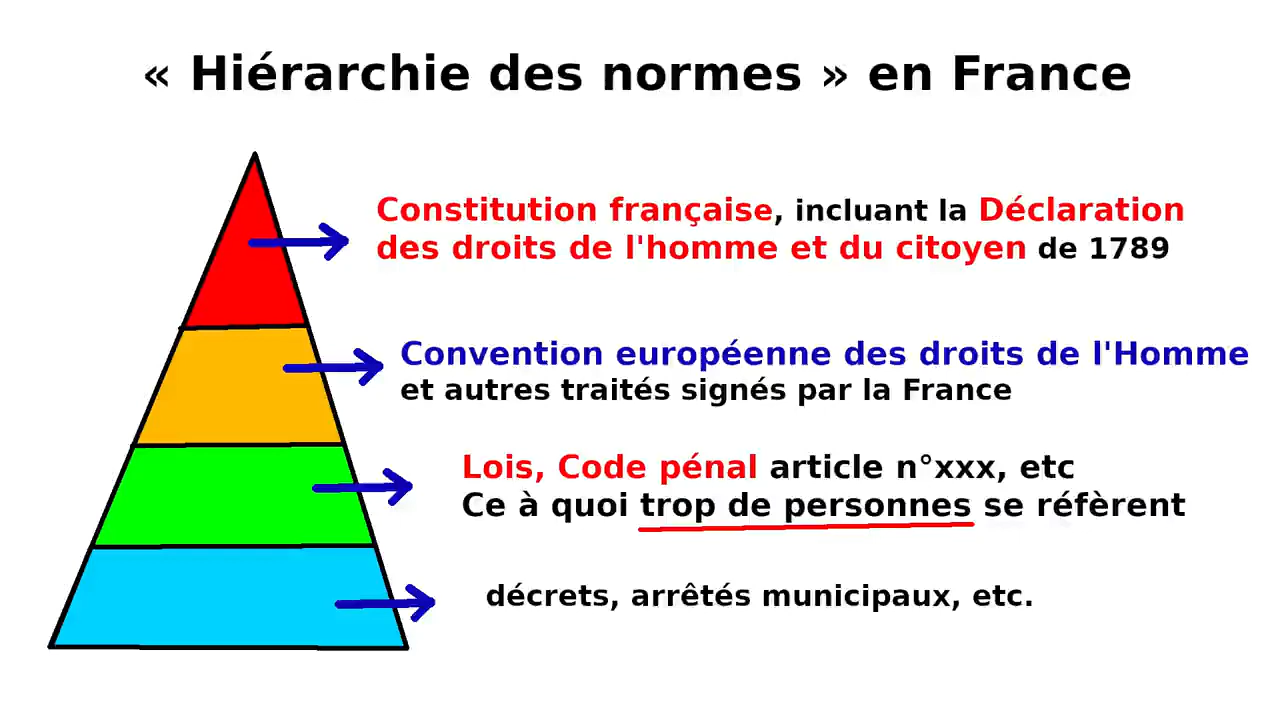 « Hiérarchie des normes » en France
Constitution française, incluant la Déclaration
des droits de l'homme et du citoyen de 1789
Convention européenne des droits de l'Homme
et autres traités signés par la France
Lois, Code pénal article n°xxx, etc
Ce à quoi trop de personnes se réfèrent
décrets, arrêtés municipaux, etc.